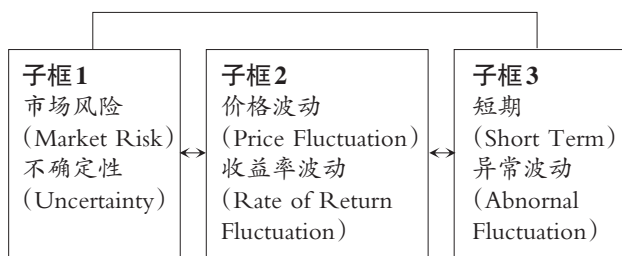 子框1
市场风险
(Market Risk)
不确定性
(Uncertainty)
子框2
价格波动
(Price Fluctuation)
收益率波动
(Rate of Return
Fluctuation)
子框3
短期
(Short Term)
异常波动
(Abnornal
Fluctuation)